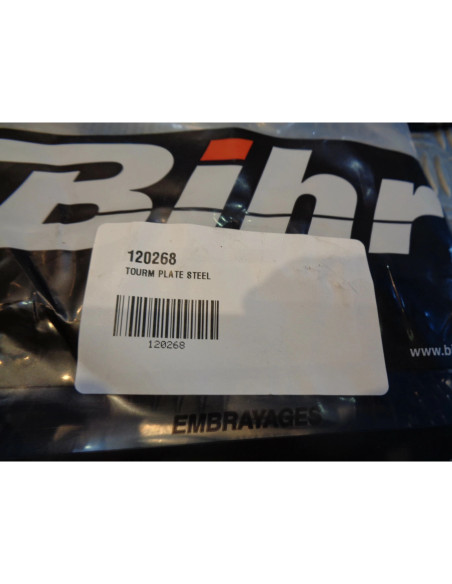 Bihr
120268
TOURM PLATE STEEL
120268
www.b
EMBRAYAGES